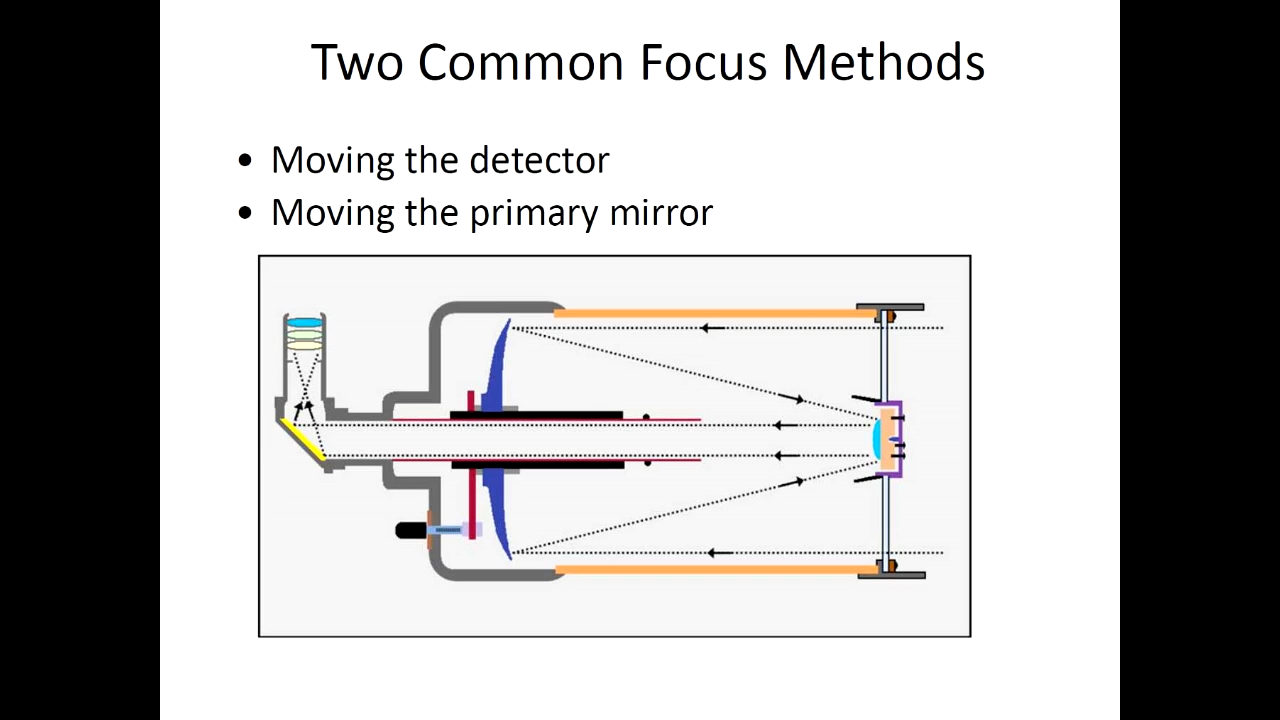 Two Common Focus Methods
• Moving the detector
• Moving the primary mirror